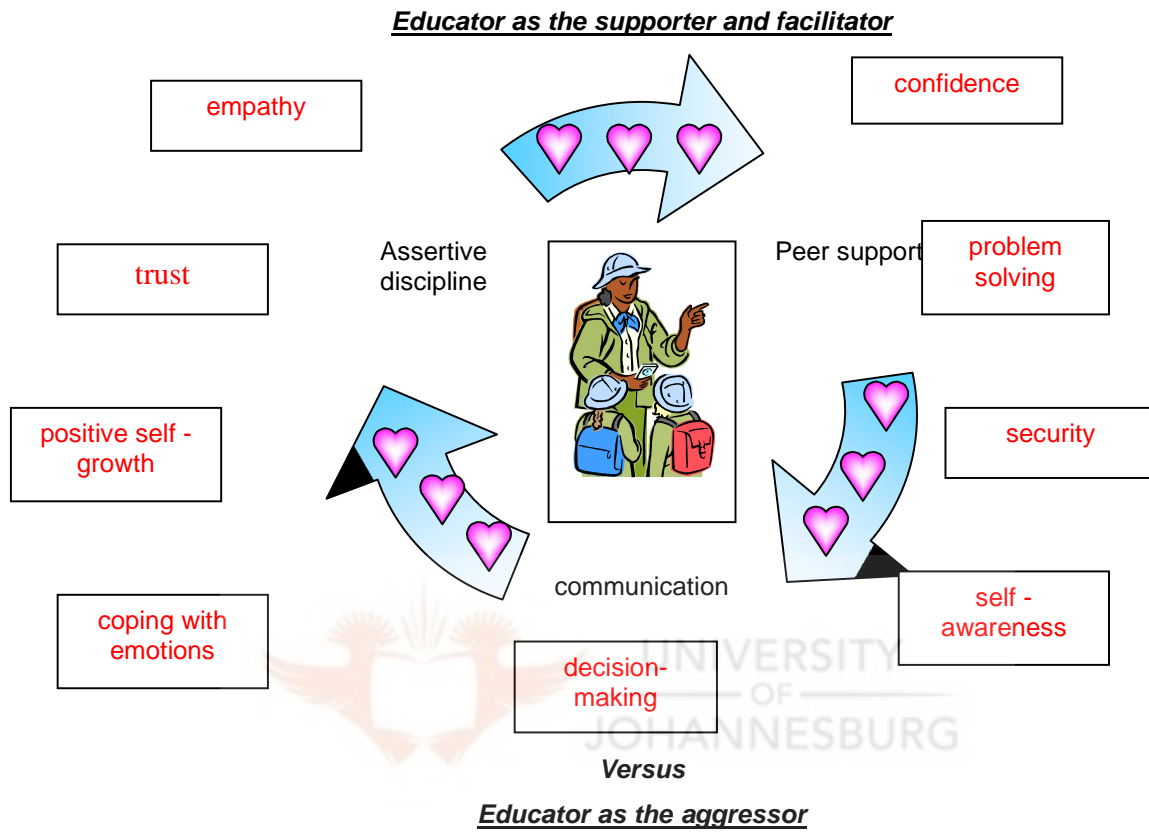 Educator as the supporter and facilitator
empathy
confidence
trust
Assertive
discipline
Peer support
problem
solving
positive self -
growth
security
communication
coping with
emotions
self -
awareness
decision-
making
UNIVERSITY
OF
JOHANNESBURG
Versus
Educator as the aggressor